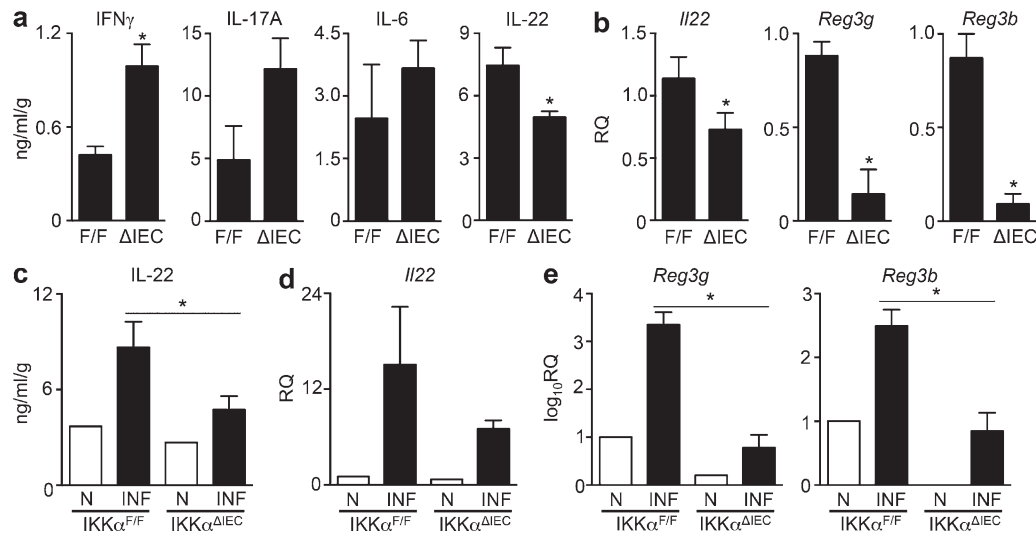 a
IFNγ
1.2
0.6
0
ng/ml/g
*
F/F ΔIEC
IL-17A
15
10
5
0
F/F ΔIEC
IL-6
4.5
3.0
1.5
0
F/F ΔIEC
IL-22
9
6
3
0
*
F/F ΔIEC
b
Il22
1.5
1.0
0.5
0
RQ
*
F/F ΔIEC
Reg3g
1.0
0.5
0
*
F/F ΔIEC
Reg3b
1.0
0.5
0
*
F/F ΔIEC
c
IL-22
12
6
0
ng/ml/g
*
N INF N INF
IKKαF/F IKKαΔIEC
d
Il22
24
12
0
RQ
N INF N INF
IKKαF/F IKKαΔIEC
e
Reg3g
4
3
2
1
0
log10RQ
*
N INF N INF
IKKαF/F IKKαΔIEC
Reg3b
3
2
1
0
*
N INF N INF
IKKαF/F IKKαΔIEC